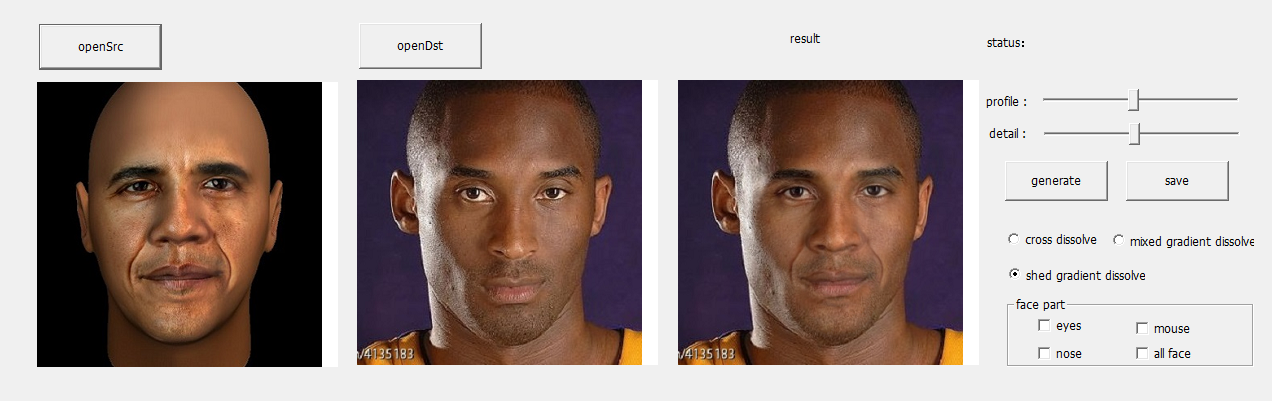 openSrc
openDst
result
status:
profile :
detail :
generate
save
cross dissolve
mixed gradient dissolve
shed gradient dissolve
face part
eyes
mouse
nose
all face
/4135183
/4135183